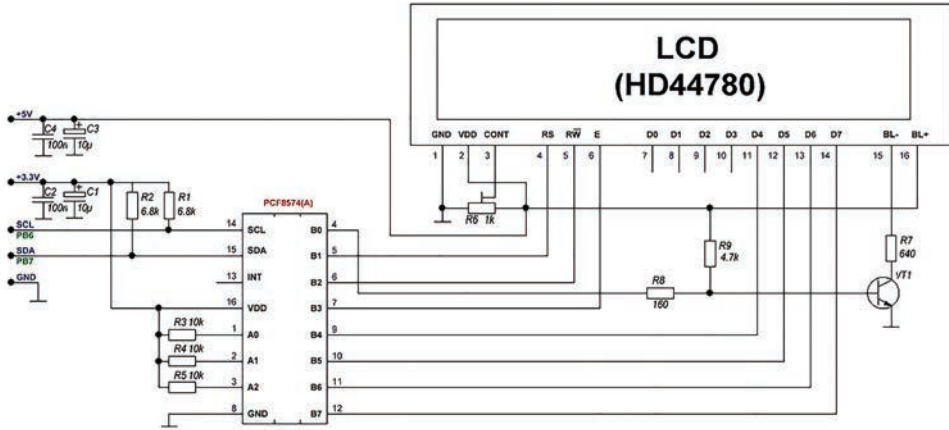 LCD
(HD44780)
GND VDD CONT RS RW E D0 D1 D2 D3 D4 D5 D6 D7 BL- BL+
1 2 3 4 5 6 7 8 9 10 11 12 13 14 15 16
+5V
C4 100n
+ C3 10µ
+3.3V
C2 100n
+ C1 10µ
R2 6.8k
R1 6.8k
SCL
PB6
SDA
PB7
GND
PCF8574(A)
14 SCL B0 4
15 SDA B1 5
13 INT B2 6
16 VDD B3 7
1 A0 B4 9
2 A1 B5 10
3 A2 B6 11
8 GND B7 12
R3 10k
R4 10k
R5 10k
R6 1k
R9
4.7k
R8
160
R7
640
VT1